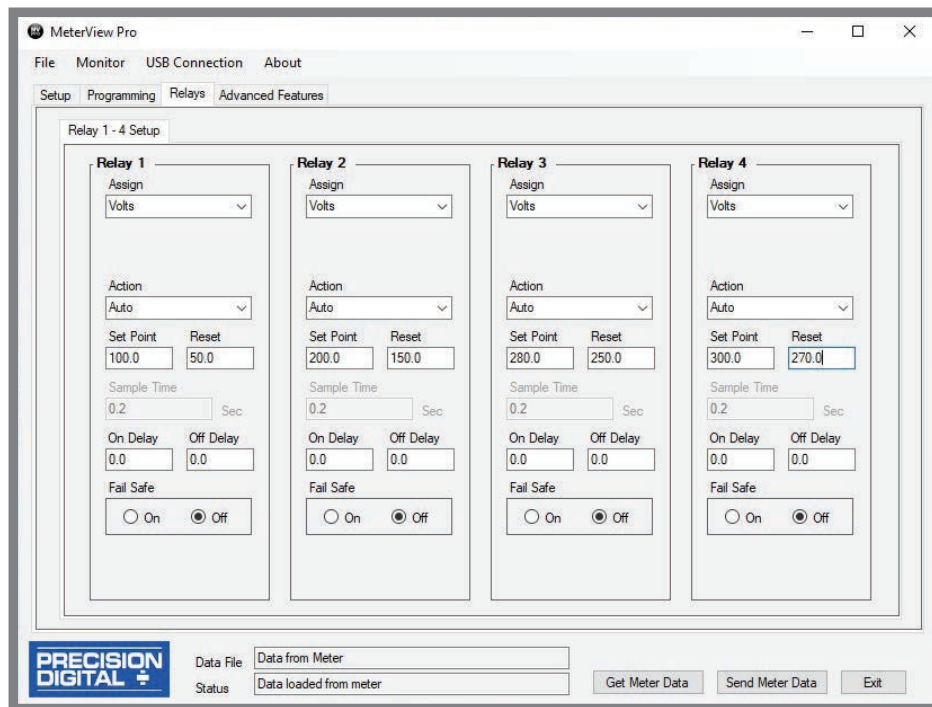 MeterView Pro
File Monitor USB Connection About
Setup Programming Relays Advanced Features
Relay 1 - 4 Setup
Relay 1
Assign
Volts
Action
Auto
Set Point Reset
100.0 50.0
Sample Time
0.2 Sec
On Delay Off Delay
0.0 0.0
Fail Safe
On Off
Relay 2
Assign
Volts
Action
Auto
Set Point Reset
200.0 150.0
Sample Time
0.2 Sec
On Delay Off Delay
0.0 0.0
Fail Safe
On Off
Relay 3
Assign
Volts
Action
Auto
Set Point Reset
280.0 250.0
Sample Time
0.2 Sec
On Delay Off Delay
0.0 0.0
Fail Safe
On Off
Relay 4
Assign
Volts
Action
Auto
Set Point Reset
300.0 270.0
Sample Time
0.2 Sec
On Delay Off Delay
0.0 0.0
Fail Safe
On Off
PRECISION
DIGITAL
Data File Data from Meter
Status Data loaded from meter
Get Meter Data Send Meter Data Exit